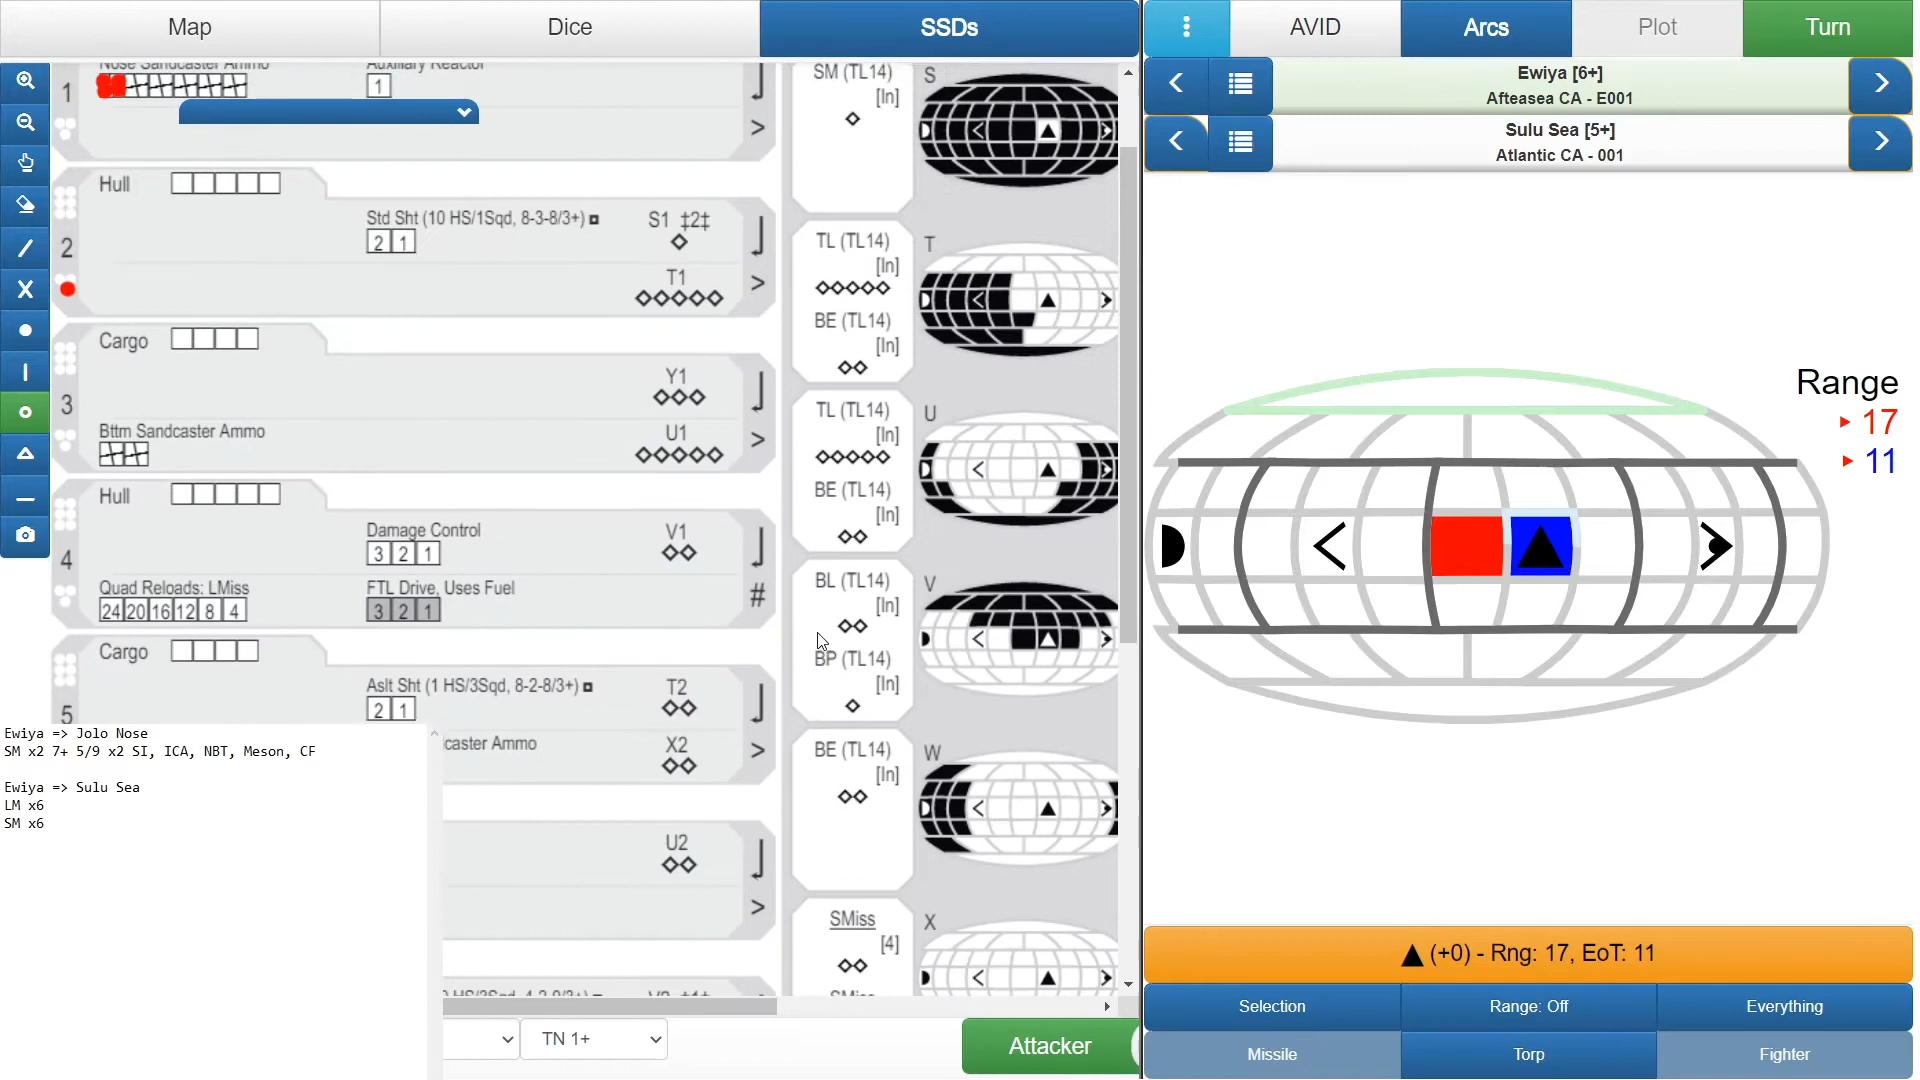 Map
Dice
SSDs
AVID
Arcs
Plot
Turn
Ewiya [6+]
Afteasea CA - E001
Sulu Sea [5+]
Atlantic CA - 001
1
Nose Sandcaster Ammo
Auxiliary Reactor
1
>
Hull
2
Std Sht (10 HS/1Sqd, 8-3-8/3+)
2 1
S1 ‡2‡
T1
>
Cargo
3
Y1
Bttm Sandcaster Ammo
U1
>
Hull
4
Damage Control
3 2 1
V1
Quad Reloads: LMiss
24 20 16 12 8 4
FTL Drive, Uses Fuel
3 2 1
#
Cargo
5
Aslt Sht (1 HS/3Sqd, 8-2-8/3+)
2 1
T2
caster Ammo
X2
>
U2
>
SM (TL14)
[In]
S
TL (TL14)
[In]
BE (TL14)
[In]
T
TL (TL14)
[In]
BE (TL14)
[In]
U
BL (TL14)
[In]
BP (TL14)
[In]
V
BE (TL14)
[In]
W
SMiss
[4]
X
Ewiya => Jolo Nose
SM x2 7+ 5/9 x2 SI, ICA, NBT, Meson, CF
Ewiya => Sulu Sea
LM x6
SM x6
TN 1+
Attacker
Range
17
11
▲ (+0) - Rng: 17, EoT: 11
Selection
Range: Off
Everything
Missile
Torp
Fighter